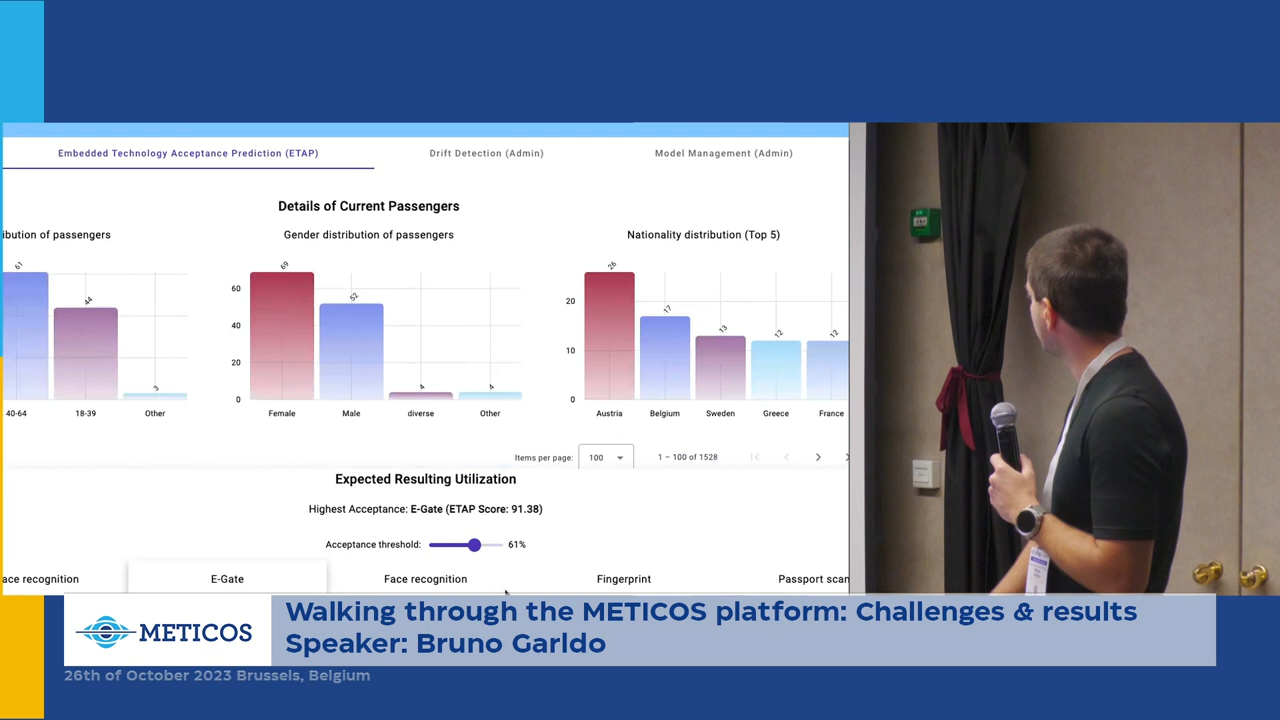 Embedded Technology Acceptance Prediction (ETAP)
Drift Detection (Admin)
Model Management (Admin)
Details of Current Passengers
ibution of passengers
Gender distribution of passengers
Nationality distribution (Top 5)
61
44
3
40-64
18-39
Other
60
40
20
0
69
52
4
4
Female
Male
diverse
Other
20
10
0
26
17
13
12
12
Austria
Belgium
Sweden
Greece
France
Items per page:
100
1 – 100 of 1528
Expected Resulting Utilization
Highest Acceptance: E-Gate (ETAP Score: 91.38)
Acceptance threshold:
61%
ace recognition
E-Gate
Face recognition
Fingerprint
Passport scan
METICOS
Walking through the METICOS platform: Challenges & results
Speaker: Bruno Garldo
26th of October 2023 Brussels, Belgium